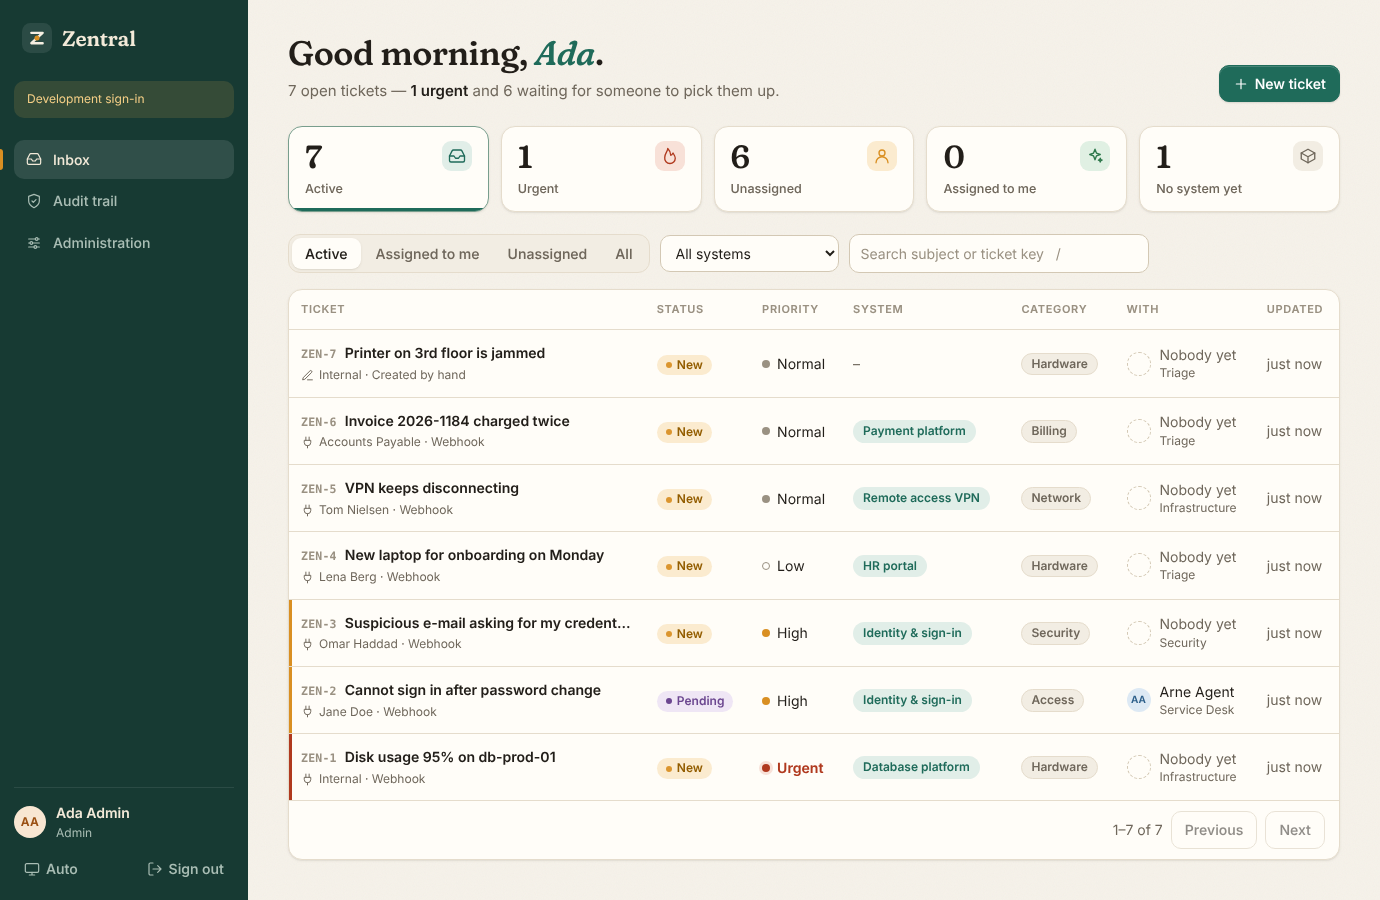 Zentral
Development sign-in
Inbox
Audit trail
Administration
AA
Ada Admin
Admin
Auto
Sign out
Good morning, Ada.
7 open tickets — 1 urgent and 6 waiting for someone to pick them up.
+ New ticket
7
Active
1
Urgent
6
Unassigned
0
Assigned to me
1
No system yet
Active Assigned to me Unassigned All
All systems
Search subject or ticket key /
TICKET STATUS PRIORITY SYSTEM CATEGORY WITH UPDATED
ZEN-7 Printer on 3rd floor is jammed
Internal · Created by hand
New
Normal
–
Hardware
Nobody yet
Triage
just now
ZEN-6 Invoice 2026-1184 charged twice
Accounts Payable · Webhook
New
Normal
Payment platform
Billing
Nobody yet
Triage
just now
ZEN-5 VPN keeps disconnecting
Tom Nielsen · Webhook
New
Normal
Remote access VPN
Network
Nobody yet
Infrastructure
just now
ZEN-4 New laptop for onboarding on Monday
Lena Berg · Webhook
New
Low
HR portal
Hardware
Nobody yet
Triage
just now
ZEN-3 Suspicious e-mail asking for my credent...
Omar Haddad · Webhook
New
High
Identity & sign-in
Security
Nobody yet
Security
just now
ZEN-2 Cannot sign in after password change
Jane Doe · Webhook
Pending
High
Identity & sign-in
Access
AA
Arne Agent
Service Desk
just now
ZEN-1 Disk usage 95% on db-prod-01
Internal · Webhook
New
Urgent
Database platform
Hardware
Nobody yet
Infrastructure
just now
1–7 of 7
Previous
Next